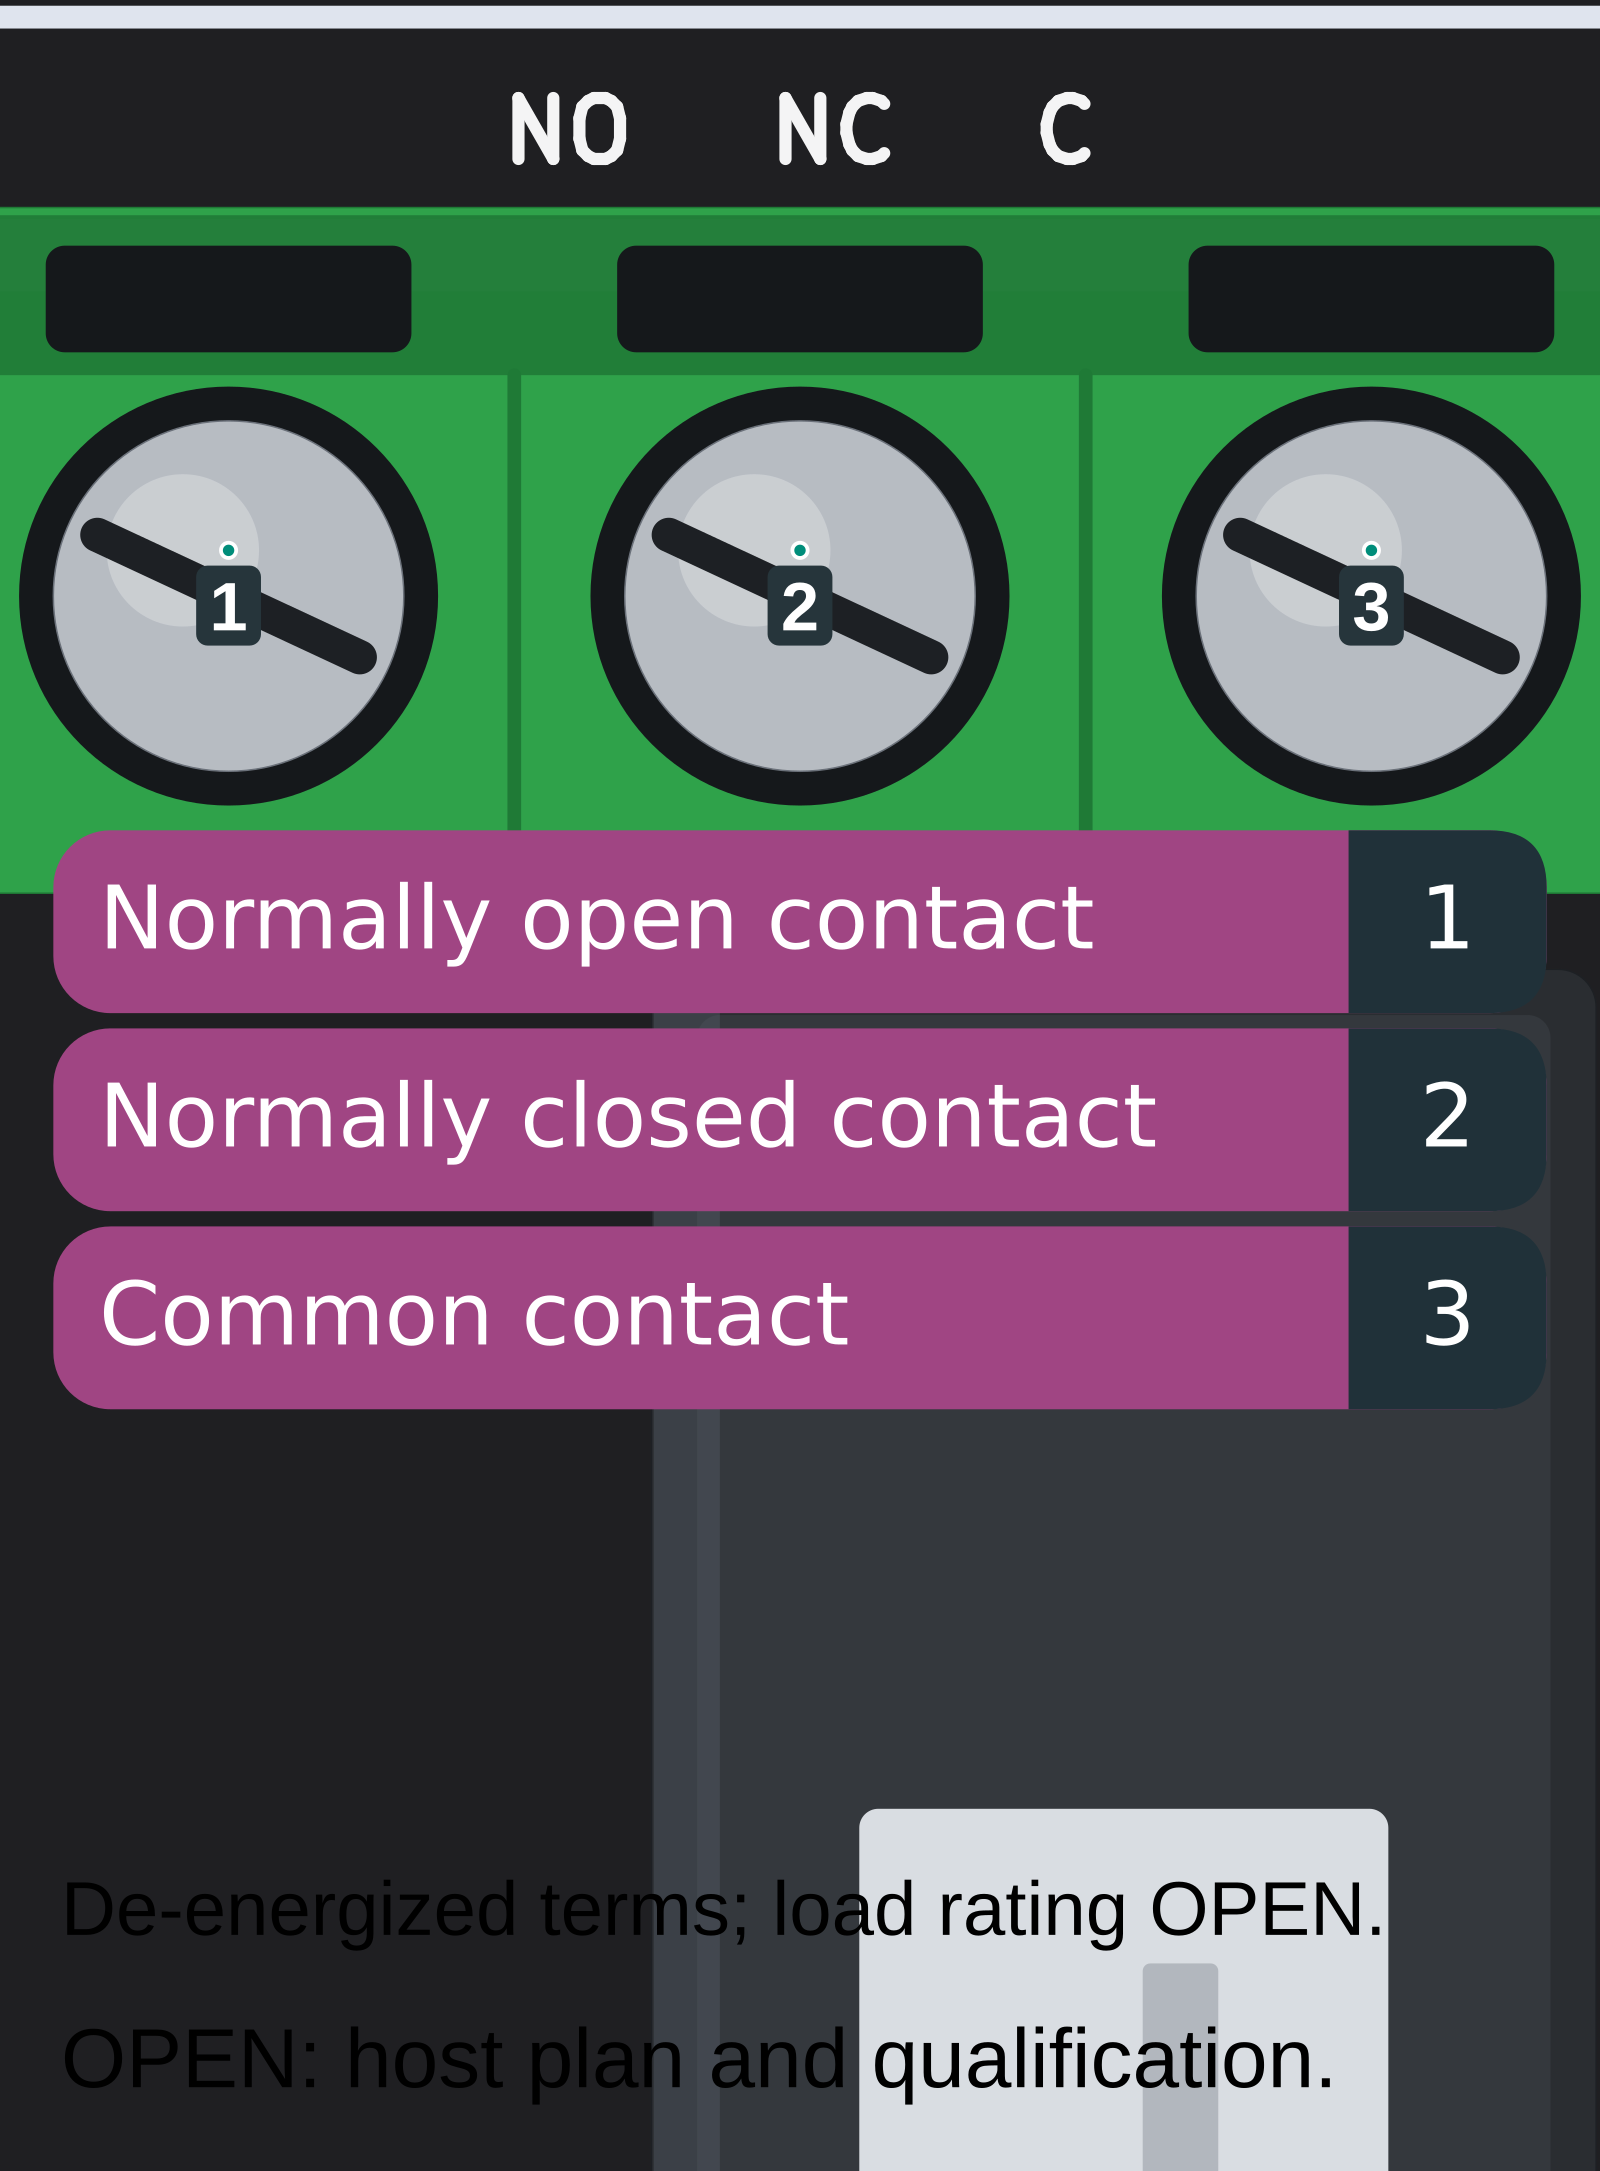 NO NC C
1 2 3
Normally open contact 1
Normally closed contact 2
Common contact 3
De-energized terms; load rating OPEN.
OPEN: host plan and qualification.